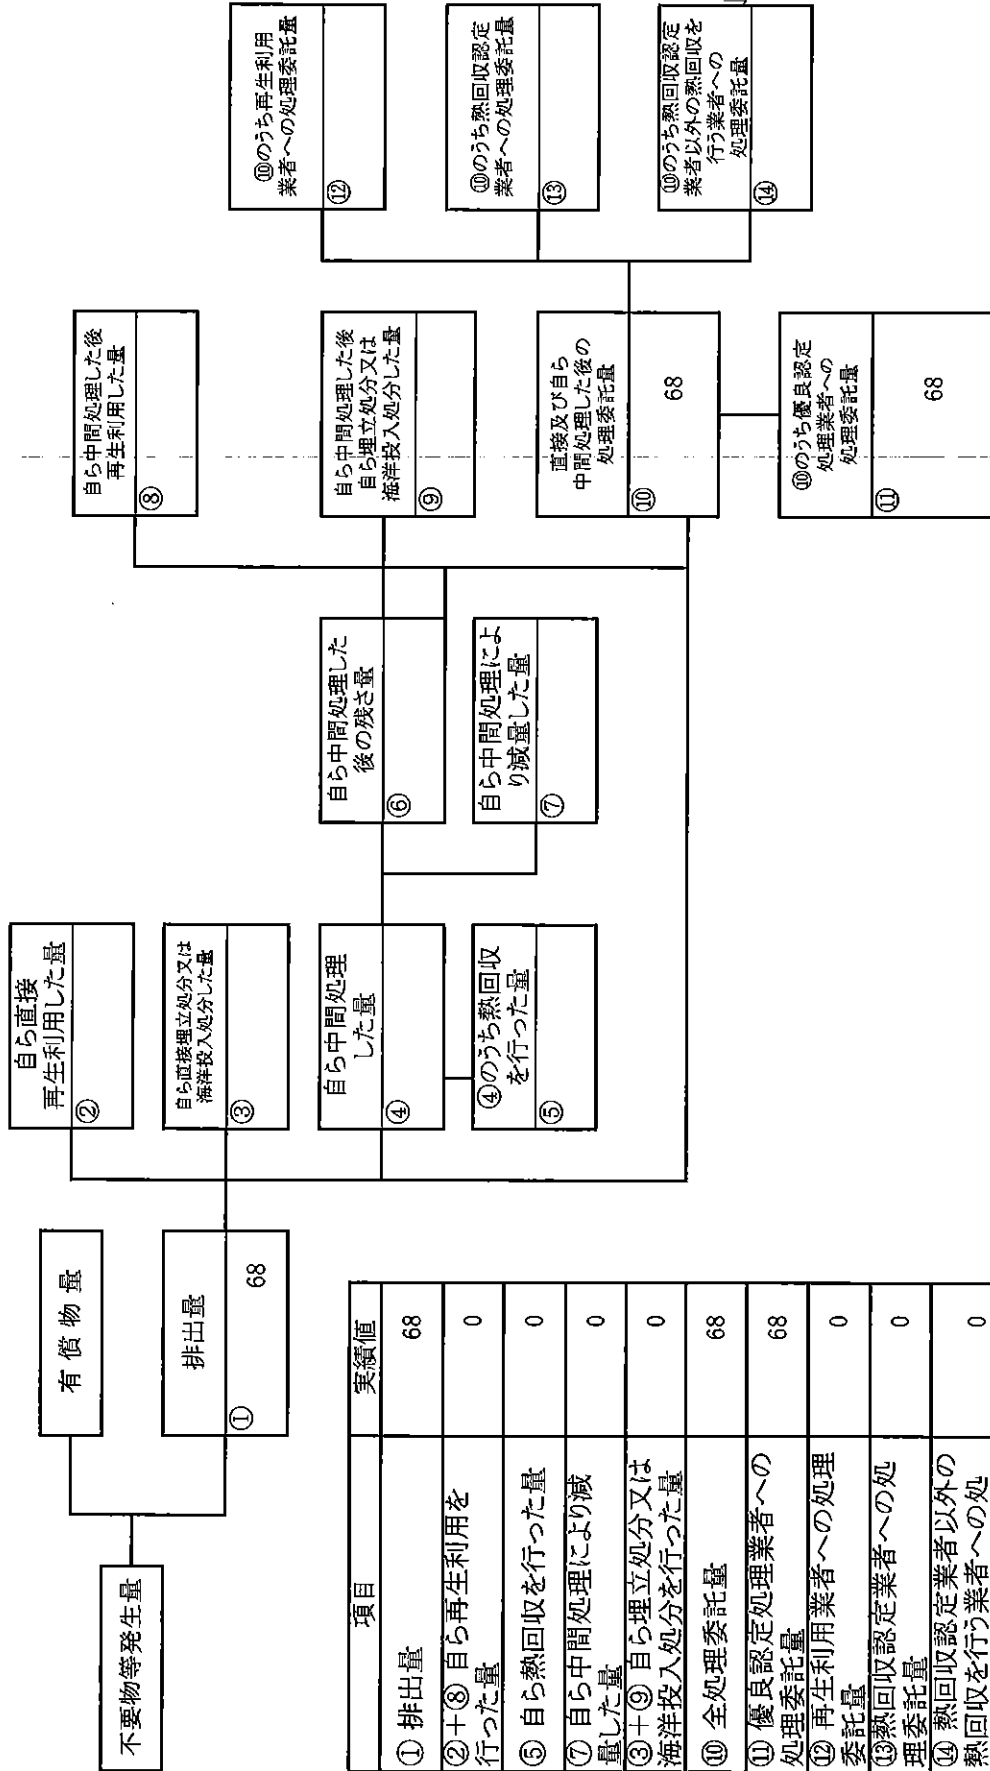 不要物等発生量
有償物量
排出量
①
68
自ら直接
再生利用した量
②
自ら直接埋立処分又は
海洋投入処分した量
③
自ら中間処理
した量
④
④のうち熱回収
を行った量
⑤
自ら中間処理した
後の残さ量
⑥
自ら中間処理によ
り減量した量
⑦
自ら中間処理した後
再生利用した量
⑧
自ら中間処理した後
自ら埋立処分又は
海洋投入処分した量
⑨
直接及び自ら
中間処理した後の
処理委託量
⑩
68
⑩のうち優良認定
処理業者への
処理委託量
⑪
68
⑩のうち再生利用
業者への処理委託量
⑫
⑩のうち熱回収認定
業者への処理委託量
⑬
⑩のうち熱回収認定
業者以外の熱回収を
行う業者への
処理委託量
⑭
項目 実績値
①排出量 68
②+⑧ 自ら再生利用を
行った量 0
⑤ 自ら熱回収を行った量 0
⑦ 自ら中間処理により減
量した量 0
③+⑨ 自ら埋立処分又は
海洋投入処分を行った量 0
⑩ 全処理委託量 68
⑪ 優良認定処理業者への
処理委託量 68
⑫ 再生利用業者への処理
委託量 0
⑬熱回収認定業者への処
理委託量 0
⑭ 熱回収認定業者以外の
熱回収を行う業者への処 0